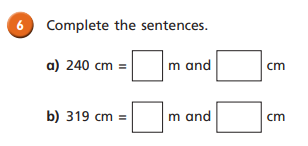 6 Complete the sentences.
a) 240 cm = m and cm
b) 319 cm = m and cm